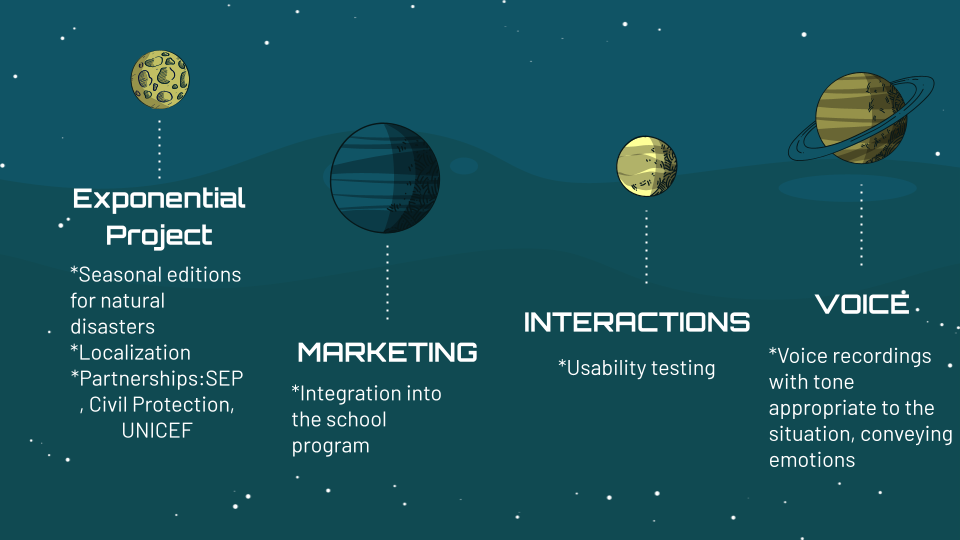 Exponential
Project
*Seasonal editions
for natural
disasters
*Localization
*Partnerships:SEP
, Civil Protection,
UNICEF
MARKETING
*Integration into
the school
program
INTERACTIONS
*Usability testing
VOICE
*Voice recordings
with tone
appropriate to the
situation, conveying
emotions